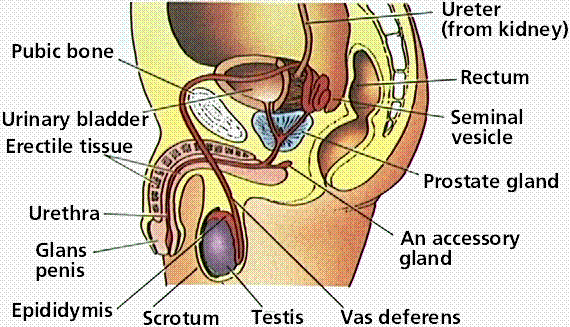 Ureter
(from kidney)
Pubic bone
Rectum
Urinary bladder
Seminal
vesicle
Erectile tissue
Prostate gland
Urethra
An accessory
gland
Glans
penis
Epididymis
Scrotum
Testis
Vas deferens